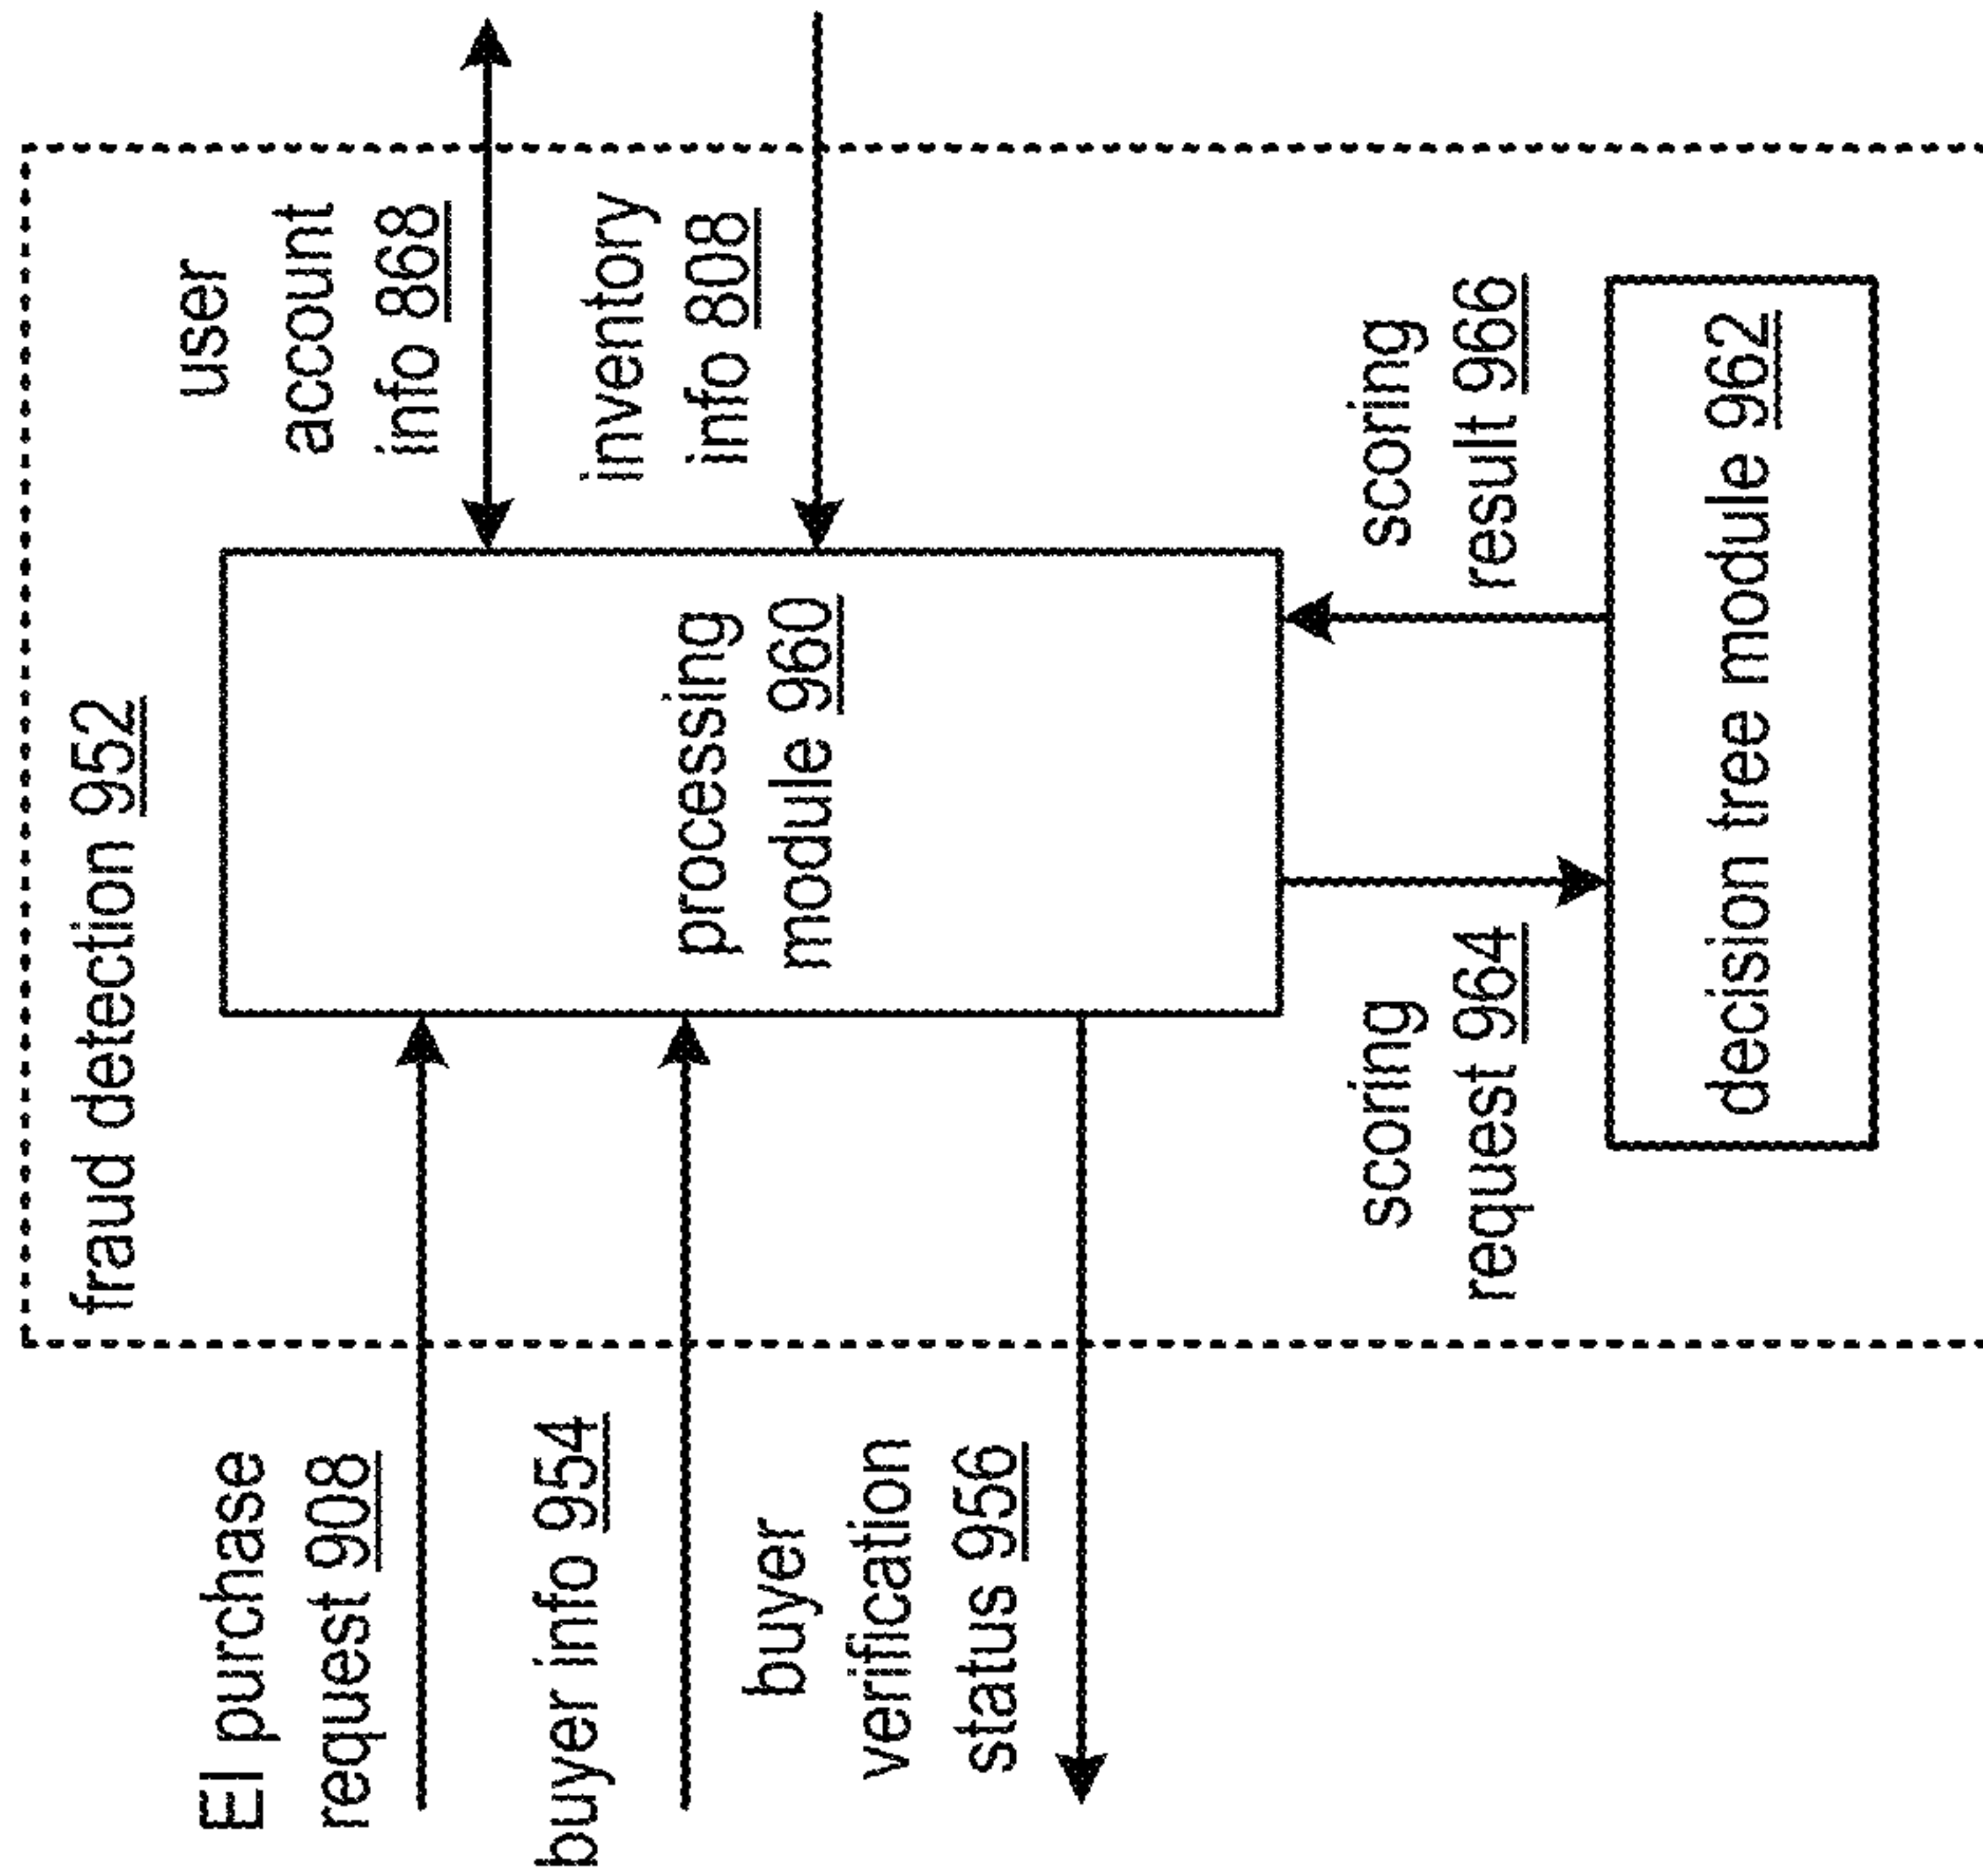 fraud detection 952
EI purchase
request 908
buyer info 954
buyer
verification
status 956
processing
module 960
user
account
info 868
inventory
info 808
scoring
request 964
scoring
result 966
decision tree module 962